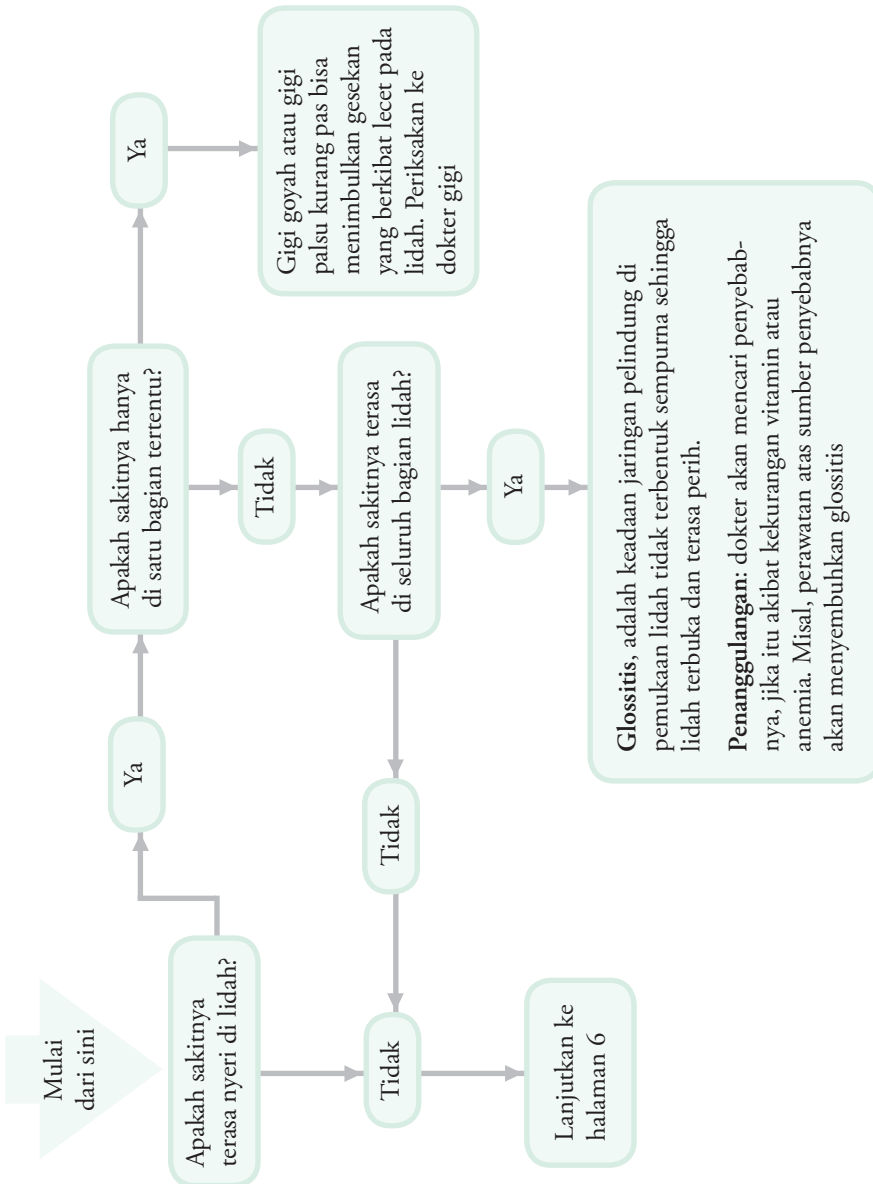 Mulai
dari sini
Apakah sakitnya
terasa nyeri di lidah?
Ya
Apakah sakitnya hanya
di satu bagian tertentu?
Ya
Gigi goyah atau gigi
palsu kurang pas bisa
menimbulkan gesekan
yang berkibat lecet pada
lidah. Periksakan ke
dokter gigi
Tidak
Apakah sakitnya terasa
di seluruh bagian lidah?
Ya
Glossitis, adalah keadaan jaringan pelindung di
pemukaan lidah tidak terbentuk sempurna sehingga
lidah terbuka dan terasa perih.
Penanggulangan: dokter akan mencari penyebab-
nya, jika itu akibat kekurangan vitamin atau
anemia. Misal, perawatan atas sumber penyebabnya
akan menyembuhkan glossitis
Tidak
Tidak
Lanjutkan ke
halaman 6